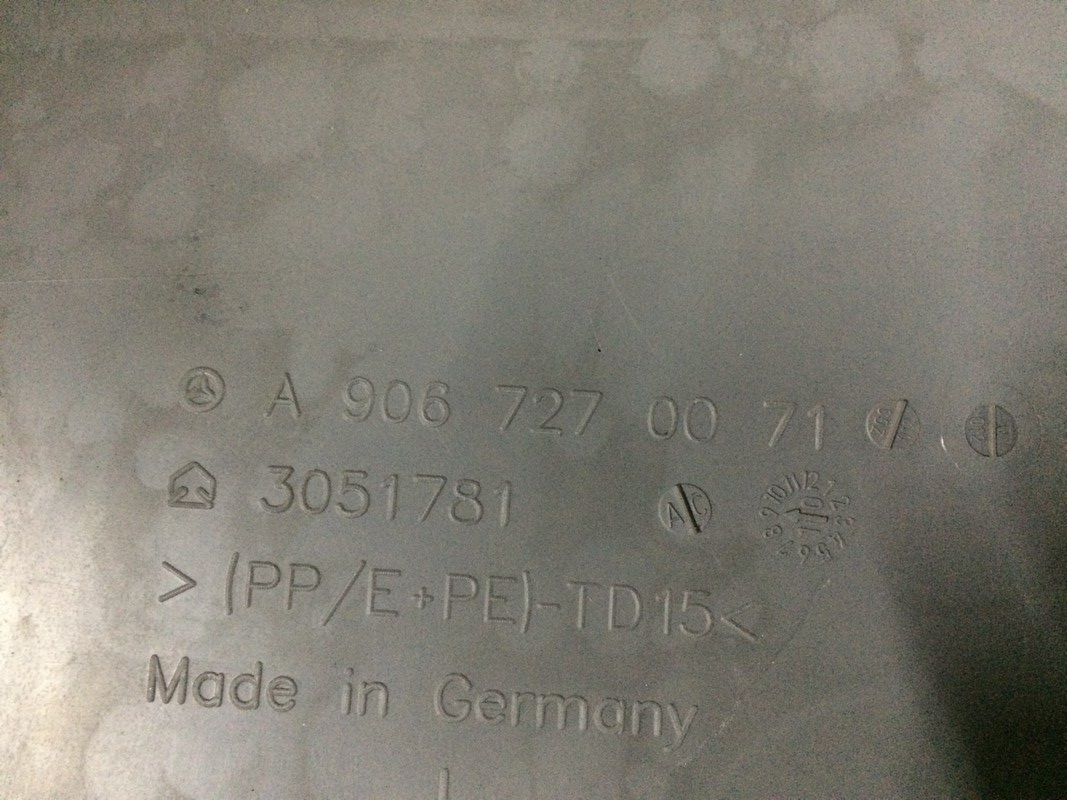 A 906 727 00 71
3051781 A C
>(PP/E+PE)-TD15<
Made in Germany